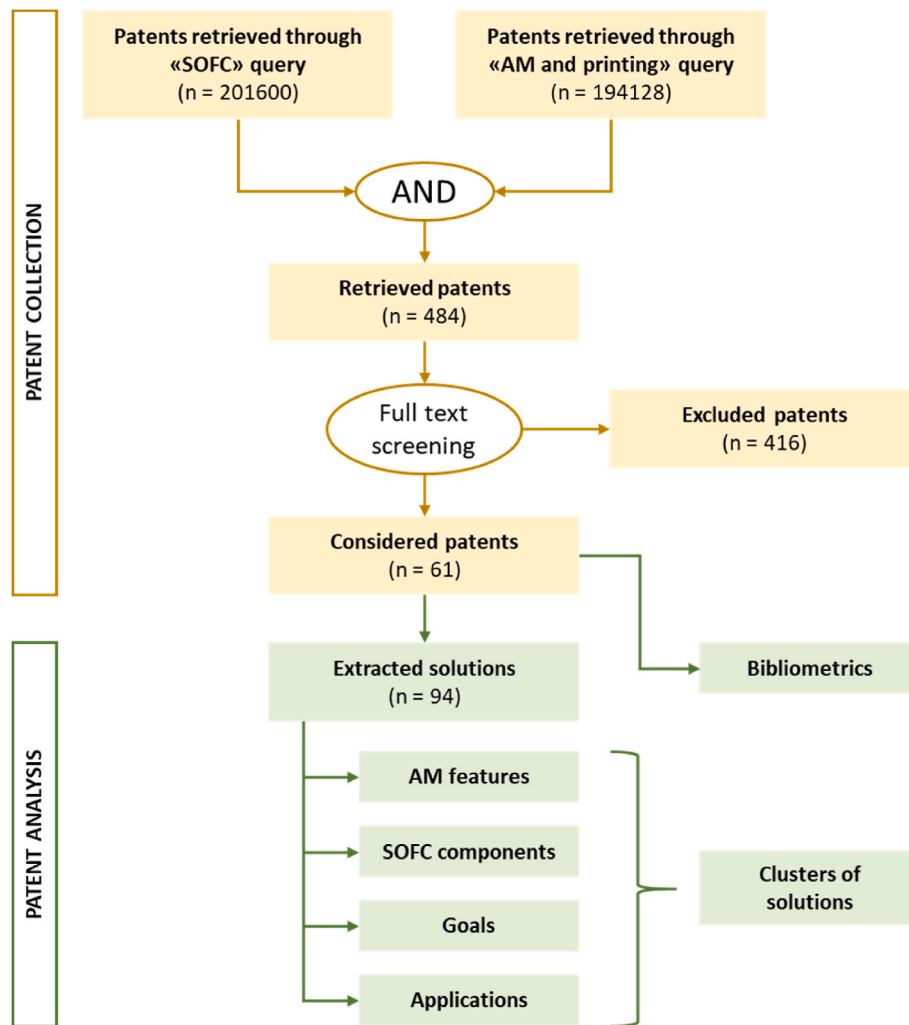 Patents retrieved through
«SOFC» query
(n = 201600)
Patents retrieved through
«AM and printing» query
(n = 194128)
AND
Retrieved patents
(n = 484)
Full text
screening
Excluded patents
(n = 416)
Considered patents
(n = 61)
PATENT COLLECTION
Extracted solutions
(n = 94)
Bibliometrics
AM features
SOFC components
Goals
Applications
Clusters of
solutions
PATENT ANALYSIS